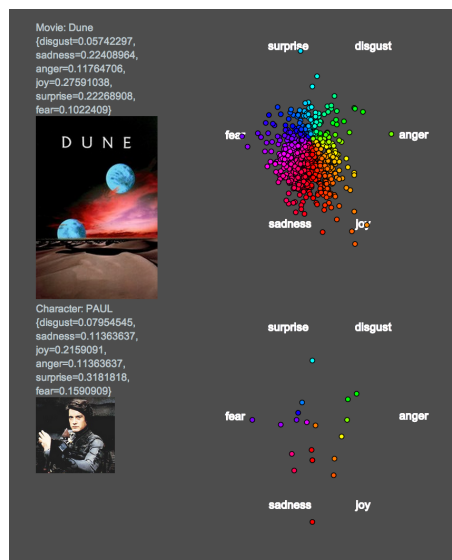 Movie: Dune
{disgust=0.05742297,
sadness=0.22408964,
anger=0.11764706,
joy=0.27591038,
surprise=0.22268908,
fear=0.1022409}
DUNE
surprise disgust
fear anger
sadness joy
Character: PAUL
{disgust=0.07954545,
sadness=0.11363637,
joy=0.2159091,
anger=0.11363637,
surprise=0.3181818,
fear=0.1590909}
surprise disgust
fear anger
sadness joy